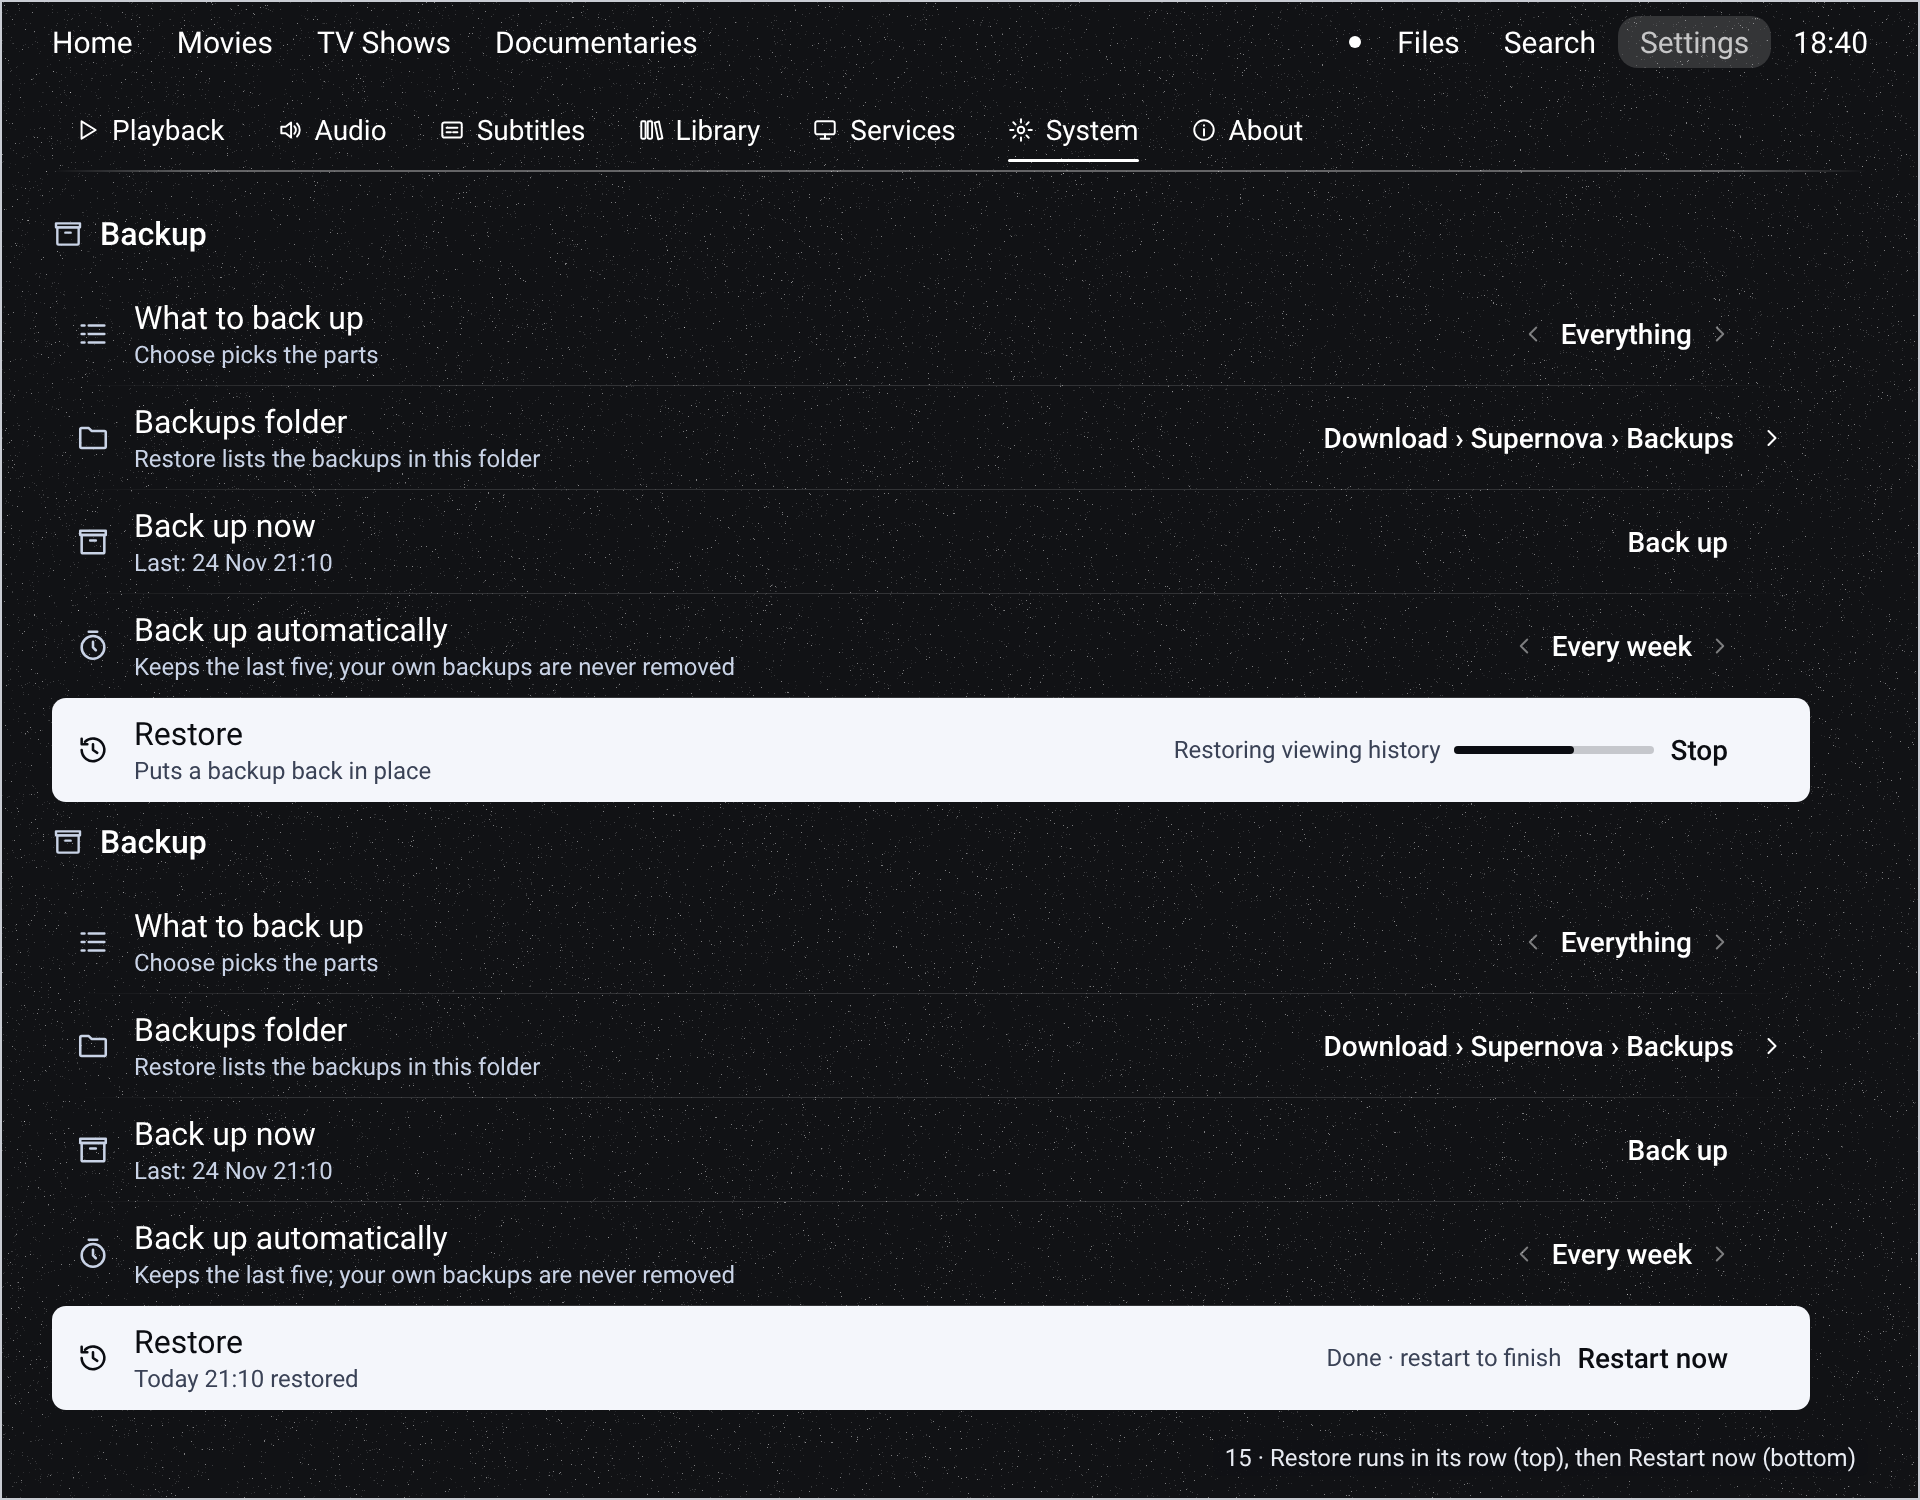 Home Movies TV Shows Documentaries Files Search Settings 18:40
Playback Audio Subtitles Library Services System About
Backup
What to back up
Choose picks the parts
Everything
Backups folder
Restore lists the backups in this folder
Download › Supernova › Backups
Back up now
Last: 24 Nov 21:10
Back up
Back up automatically
Keeps the last five; your own backups are never removed
Every week
Restore
Puts a backup back in place
Restoring viewing history Stop
Backup
What to back up
Choose picks the parts
Everything
Backups folder
Restore lists the backups in this folder
Download › Supernova › Backups
Back up now
Last: 24 Nov 21:10
Back up
Back up automatically
Keeps the last five; your own backups are never removed
Every week
Restore
Today 21:10 restored
Done · restart to finish Restart now
15 · Restore runs in its row (top), then Restart now (bottom)